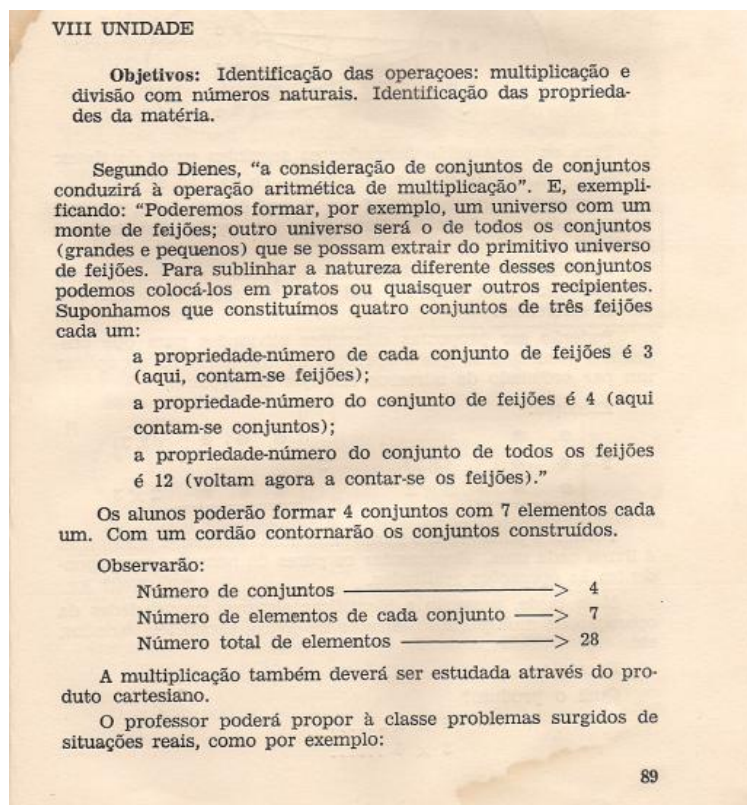 VIII UNIDADE
Objetivos: Identificação das operaçoes: multiplicação e
divisão com números naturais. Identificação das proprieda-
des da matéria.
Segundo Dienes, “a consideração de conjuntos de conjuntos
conduzirá à operação aritmética de multiplicação”. E, exempli-
ficando: “Poderemos formar, por exemplo, um universo com um
monte de feijões; outro universo será o de todos os conjuntos
(grandes e pequenos) que se possam extrair do primitivo universo
de feijões. Para sublinhar a natureza diferente desses conjuntos
podemos colocá-los em pratos ou quaisquer outros recipientes.
Suponhamos que constituímos quatro conjuntos de três feijões
cada um:
a propriedade-número de cada conjunto de feijões é 3
(aqui, contam-se feijões);
a propriedade-número do conjunto de feijões é 4 (aqui
contam-se conjuntos);
a propriedade-número do conjunto de todos os feijões
é 12 (voltam agora a contar-se os feijões).”
Os alunos poderão formar 4 conjuntos com 7 elementos cada
um. Com um cordão contornarão os conjuntos construídos.
Observarão:
Número de conjuntos ————————> 4
Número de elementos de cada conjunto ——> 7
Número total de elementos ——————> 28
A multiplicação também deverá ser estudada através do pro-
duto cartesiano.
O professor poderá propor à classe problemas surgidos de
situações reais, como por exemplo:
89